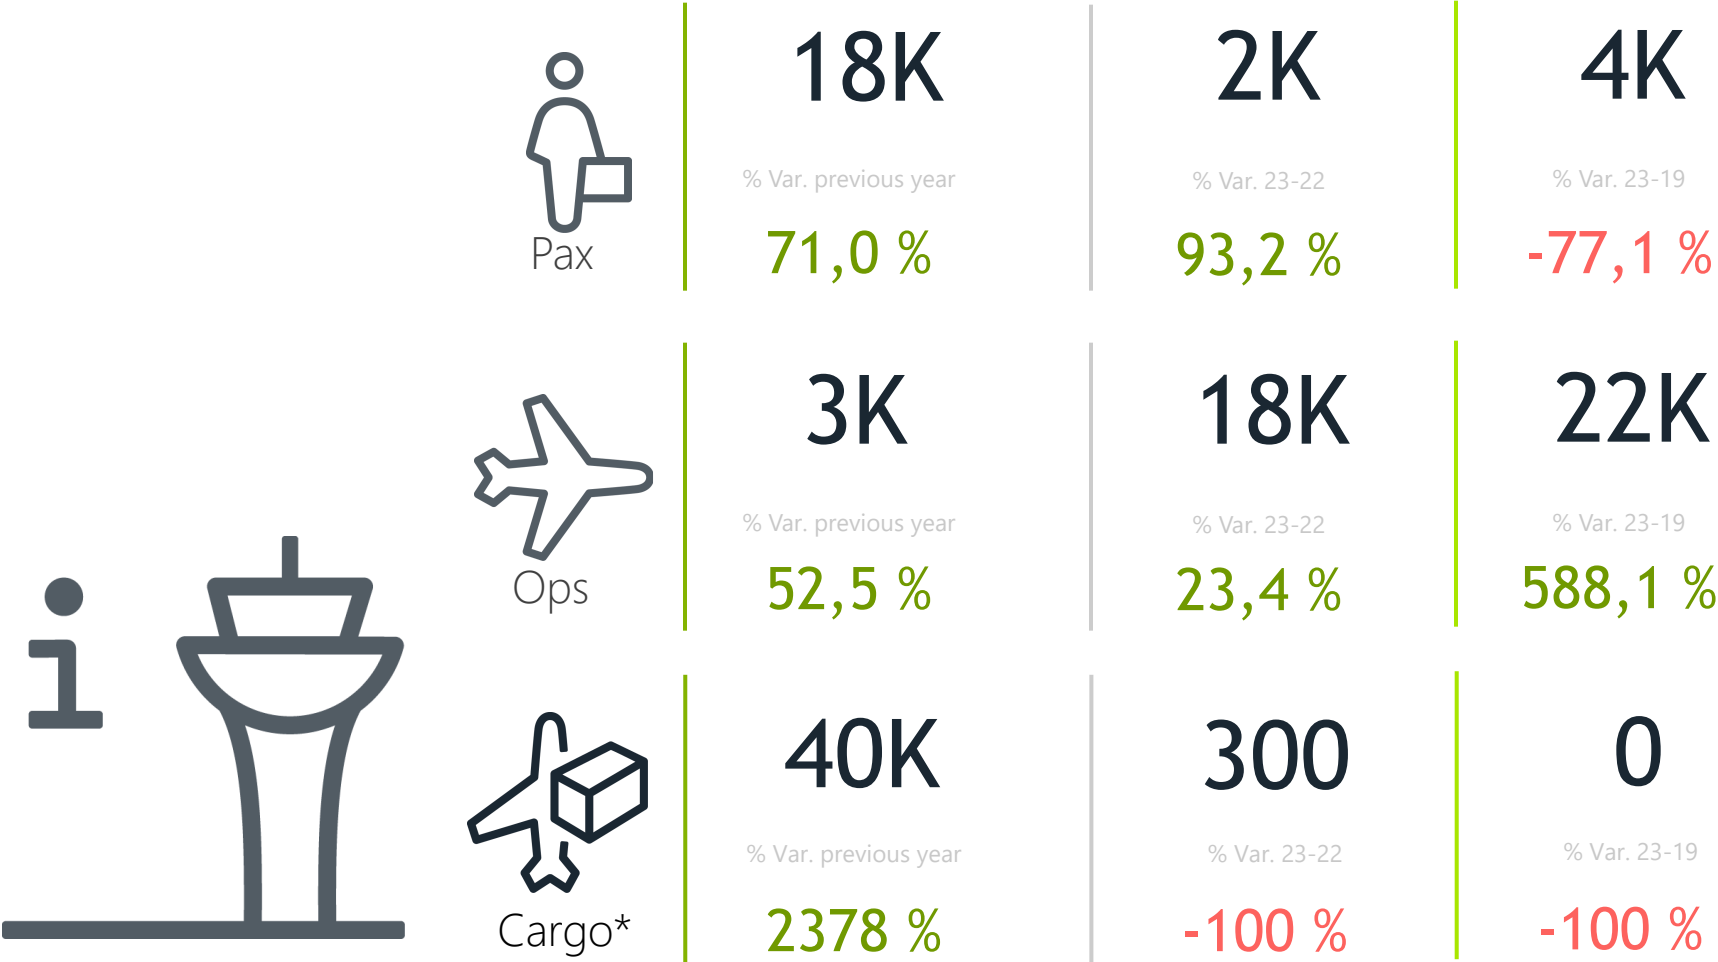 18K
2K
4K
% Var. previous year
% Var. 23-22
% Var. 23-19
Pax
71,0 %
93,2 %
-77,1 %
3K
18K
22K
% Var. previous year
% Var. 23-22
% Var. 23-19
Ops
52,5 %
23,4 %
588,1 %
40K
300
0
% Var. previous year
% Var. 23-22
% Var. 23-19
Cargo*
2378 %
-100 %
-100 %